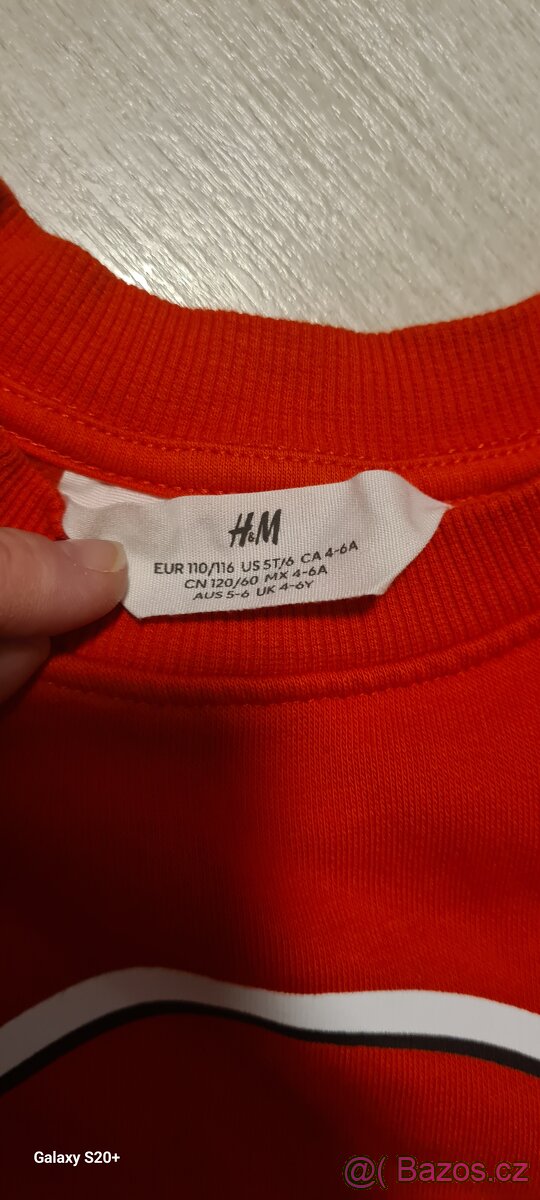 H&M
EUR 110/116 US 5T/6 CA 4-6A
CN 120/60 MX 4-6A
AUS 5-6 UK 4-6Y
Galaxy S20+
@( Bazos.cz